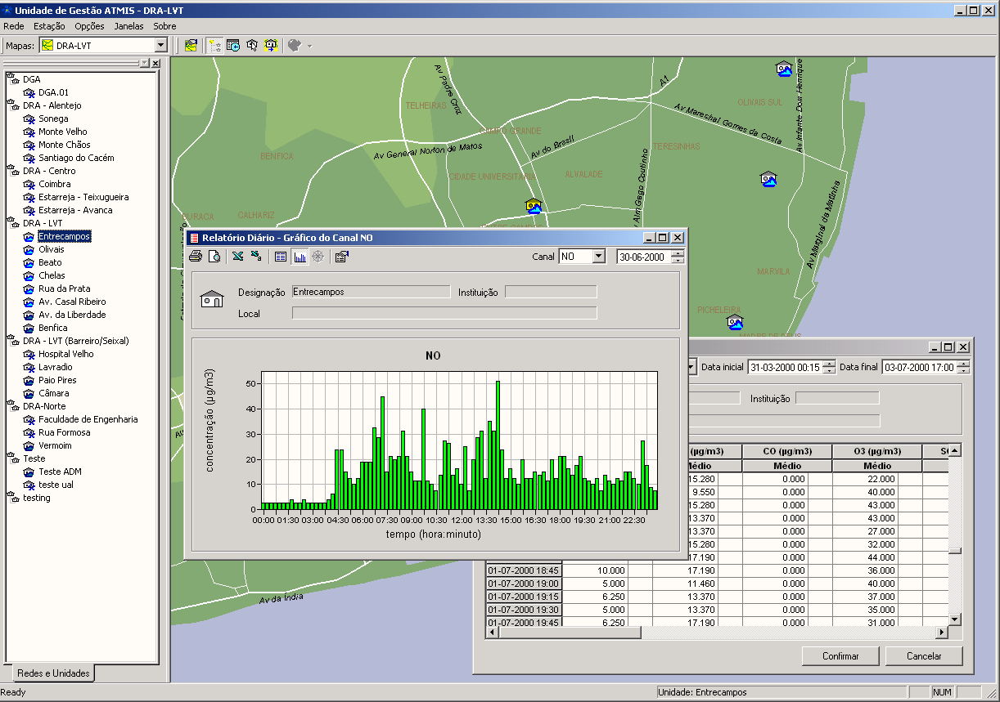 Unidade de Gestão ATMIS - DRA-LVT
Rede Estação Opções Janelas Sobre
Mapas: DRA-LVT
DGA
DGA.01
DRA - Alentejo
Sonega
Monte Velho
Monte Chãos
Santiago do Cacém
DRA - Centro
Coimbra
Estarreja - Teixugueira
Estarreja - Avanca
DRA - LVT
Entrecampos
Olivais
Beato
Chelas
Rua da Prata
Av. Casal Ribeiro
Av. da Liberdade
Benfica
DRA - LVT (Barreiro/Seixal)
Hospital Velho
Lavradio
Paio Pires
Câmara
DRA-Norte
Faculdade de Engenharia
Rua Formosa
Vermoim
Teste
Teste ADM
teste ual
testing
Redes e Unidades
Av Padre Cruz
TELHEIRAS
A1
Av Marechal Gomes da Costa
OLIVAIS SUL
Av Infante Dom Henrique
CAMPO GRANDE
Av General Norton de Matos
Av do Brasil
TERESINHAS
BENFICA
CIDADE UNIVERSITARIA
ALVALADE
Av Alm Gago Coutinho
Av Marginal da Matinha
CALHARIZ
MARVILA
PICHELEIRA
MADRE DE DEUS
Av da Índia
Relatório Diário - Gráfico do Canal NO
Canal NO 30-06-2000
Designação Entrecampos Instituição
Local
NO
concentração (µg/m3)
50
40
30
20
10
0
00:00 01:30 03:00 04:30 06:00 07:30 09:00 10:30 12:00 13:30 15:00 16:30 18:00 19:30 21:00 22:30
tempo (hora:minuto)
Data inicial 31-03-2000 00:15 Data final 03-07-2000 17:00
Instituição
(µg/m3) CO (µg/m3) O3 (µg/m3)
Médio Médio Médio
15.280 0.000 22.000
9.550 0.000 40.000
15.280 0.000 43.000
13.370 0.000 43.000
13.370 0.000 27.000
15.280 0.000 32.000
17.190 0.000 44.000
01-07-2000 18:45 10.000 17.190 0.000 36.000
01-07-2000 19:00 5.000 11.460 0.000 40.000
01-07-2000 19:15 6.250 13.370 0.000 37.000
01-07-2000 19:30 5.000 13.370 0.000 35.000
01-07-2000 19:45 6.250 17.190 0.000 31.000
Confirmar Cancelar
Ready
Unidade: Entrecampos
NUM